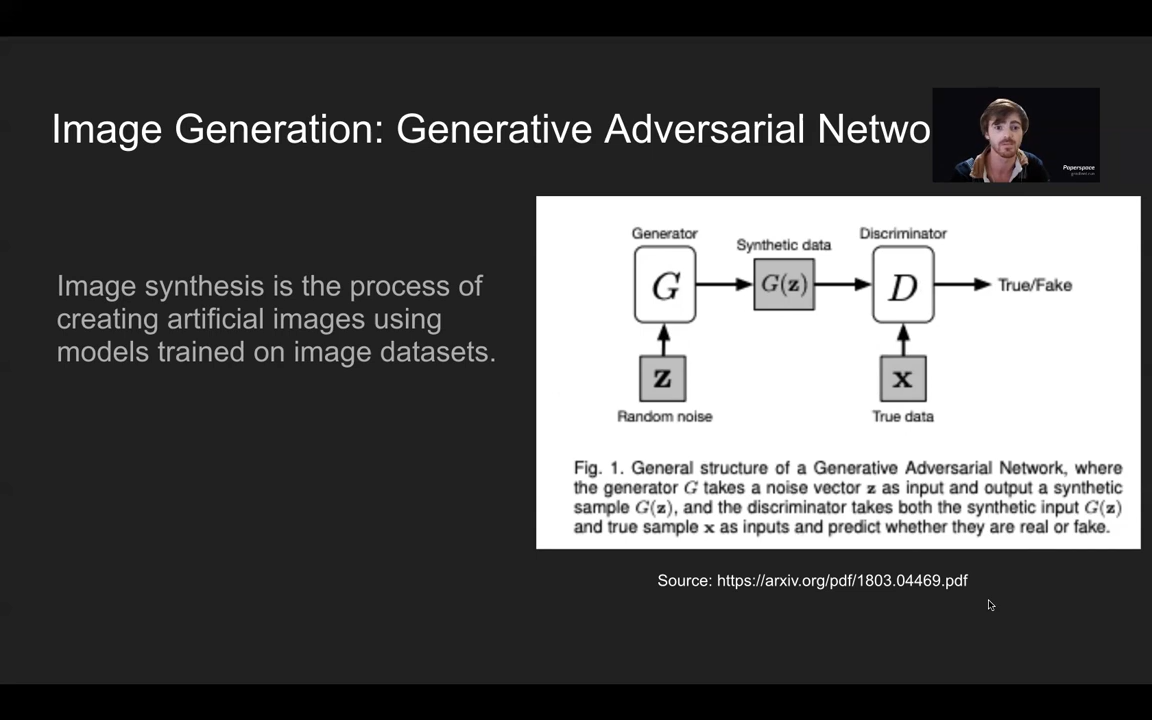 Image Generation: Generative Adversarial Netwo
Paperspace
Image synthesis is the process of
creating artificial images using
models trained on image datasets.
Generator
Synthetic data
Discriminator
G
G(z)
D
True/Fake
z
x
Random noise
True data
Fig. 1. General structure of a Generative Adversarial Network, where
the generator G takes a noise vector z as input and output a synthetic
sample G(z), and the discriminator takes both the synthetic input G(z)
and true sample x as inputs and predict whether they are real or fake.
Source: https://arxiv.org/pdf/1803.04469.pdf